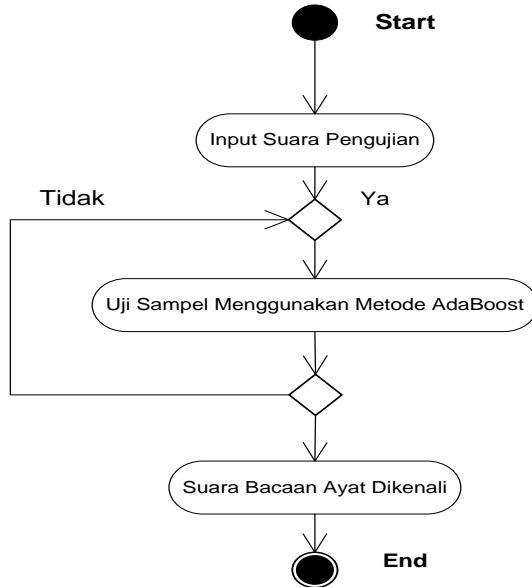 Start
Input Suara Pengujian
Tidak
Ya
Uji Sampel Menggunakan Metode AdaBoost
Suara Bacaan Ayat Dikenali
End